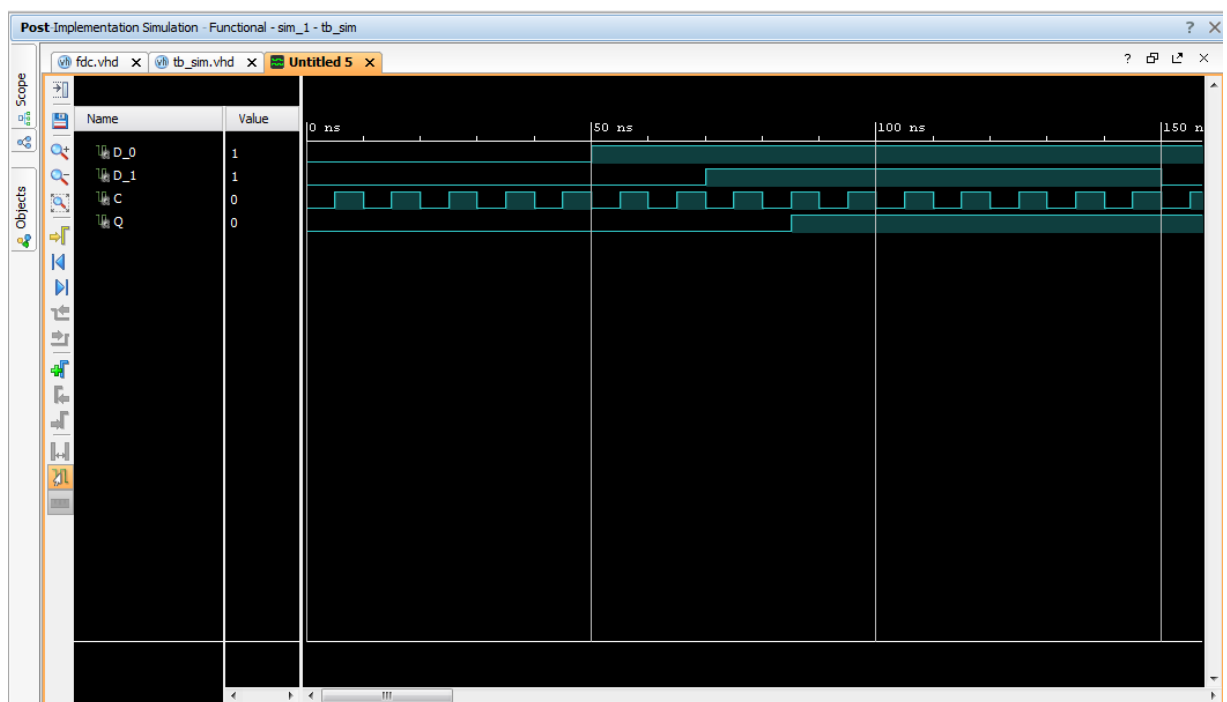 Post-Implementation Simulation - Functional - sim_1 - tb_sim
fdc.vhd
tb_sim.vhd
Untitled 5
Scope
Objects
Name Value
0 ns 50 ns 100 ns 150 n
D_0 1
D_1 1
C 0
Q 0